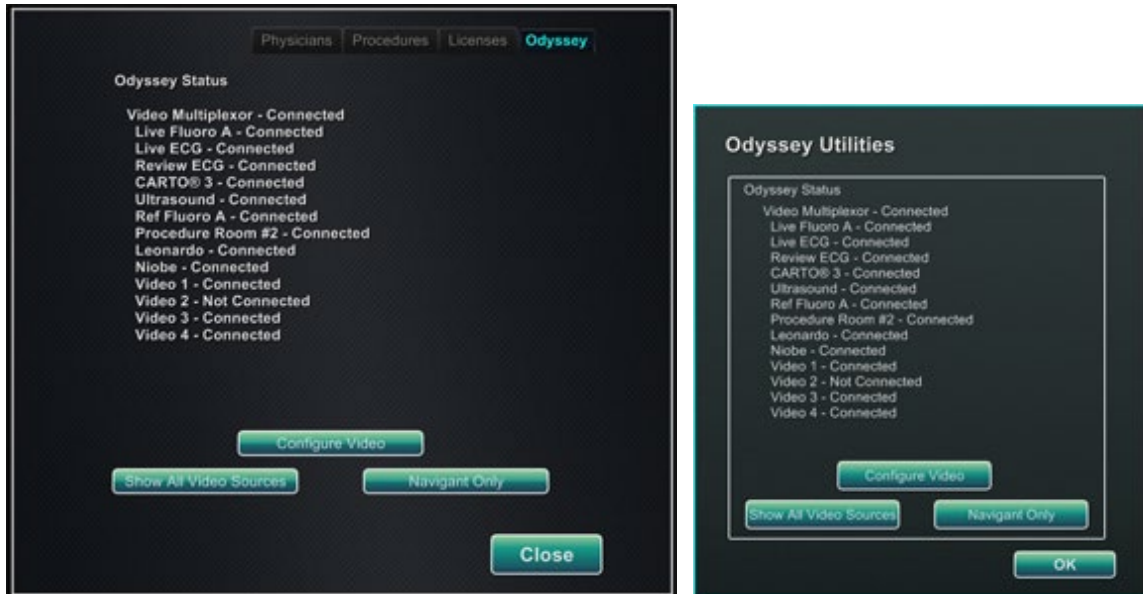 Physicians Procedures Licenses Odyssey
Odyssey Status
Video Multiplexor - Connected
Live Fluoro A - Connected
Live ECG - Connected
Review ECG - Connected
CARTO® 3 - Connected
Ultrasound - Connected
Ref Fluoro A - Connected
Procedure Room #2 - Connected
Leonardo - Connected
Niobe - Connected
Video 1 - Connected
Video 2 - Not Connected
Video 3 - Connected
Video 4 - Connected
Configure Video
Show All Video Sources Navigant Only
Close
Odyssey Utilities
Odyssey Status
Video Multiplexor - Connected
Live Fluoro A - Connected
Live ECG - Connected
Review ECG - Connected
CARTO® 3 - Connected
Ultrasound - Connected
Ref Fluoro A - Connected
Procedure Room #2 - Connected
Leonardo - Connected
Niobe - Connected
Video 1 - Connected
Video 2 - Not Connected
Video 3 - Connected
Video 4 - Connected
Configure Video
Show All Video Sources Navigant Only
OK